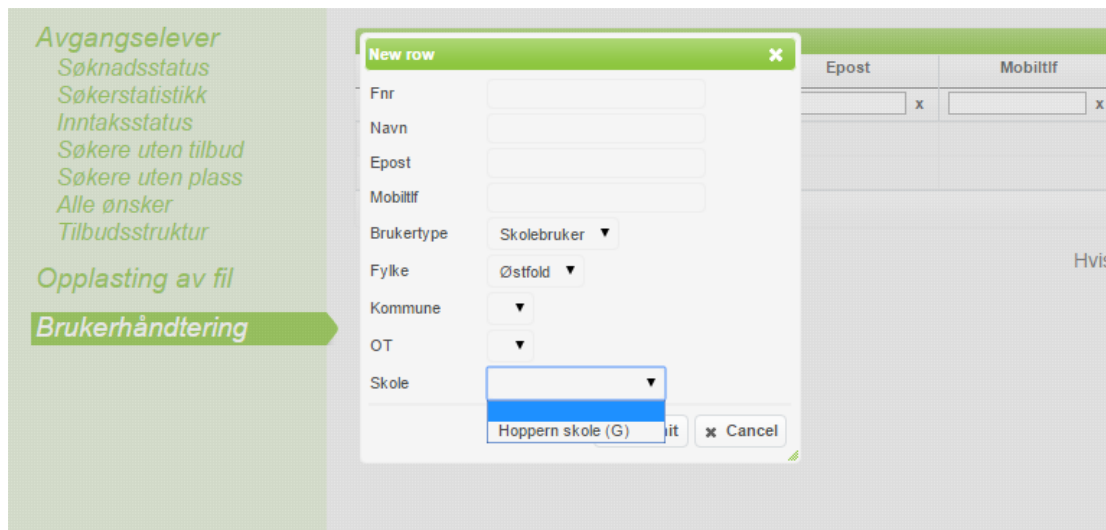 Avgangselever
Søknadsstatus
Søkerstatistikk
Inntaksstatus
Søkere uten tilbud
Søkere uten plass
Alle ønsker
Tilbudsstruktur
Opplasting av fil
Brukerhåndtering
New row
Fnr
Navn
Epost
Mobiltlf
Brukertype Skolebruker
Fylke Østfold
Kommune
OT
Skole
Hoppern skole (G)
Cancel
Epost Mobiltlf
x x